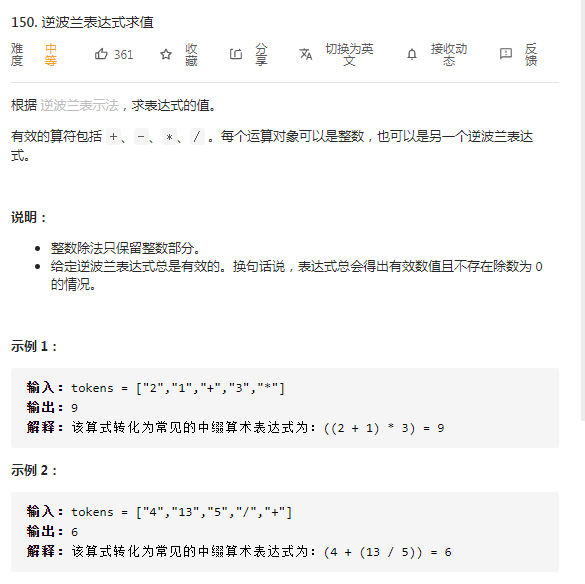 150. 逆波兰表达式求值
难度 中等 361 收藏 分享 切换为英文 接收动态 反馈
根据 逆波兰表示法，求表达式的值。
有效的算符包括 +、-、*、/ 。每个运算对象可以是整数，也可以是另一个逆波兰表达
式。
说明：
整数除法只保留整数部分。
给定逆波兰表达式总是有效的。换句话说，表达式总会得出有效数值且不存在除数为 0
的情况。
示例 1：
输入：tokens = ["2","1","+","3","*"]
输出：9
解释：该算式转化为常见的中缀算术表达式为：((2 + 1) * 3) = 9
示例 2：
输入：tokens = ["4","13","5","/","+"]
输出：6
解释：该算式转化为常见的中缀算术表达式为：(4 + (13 / 5)) = 6